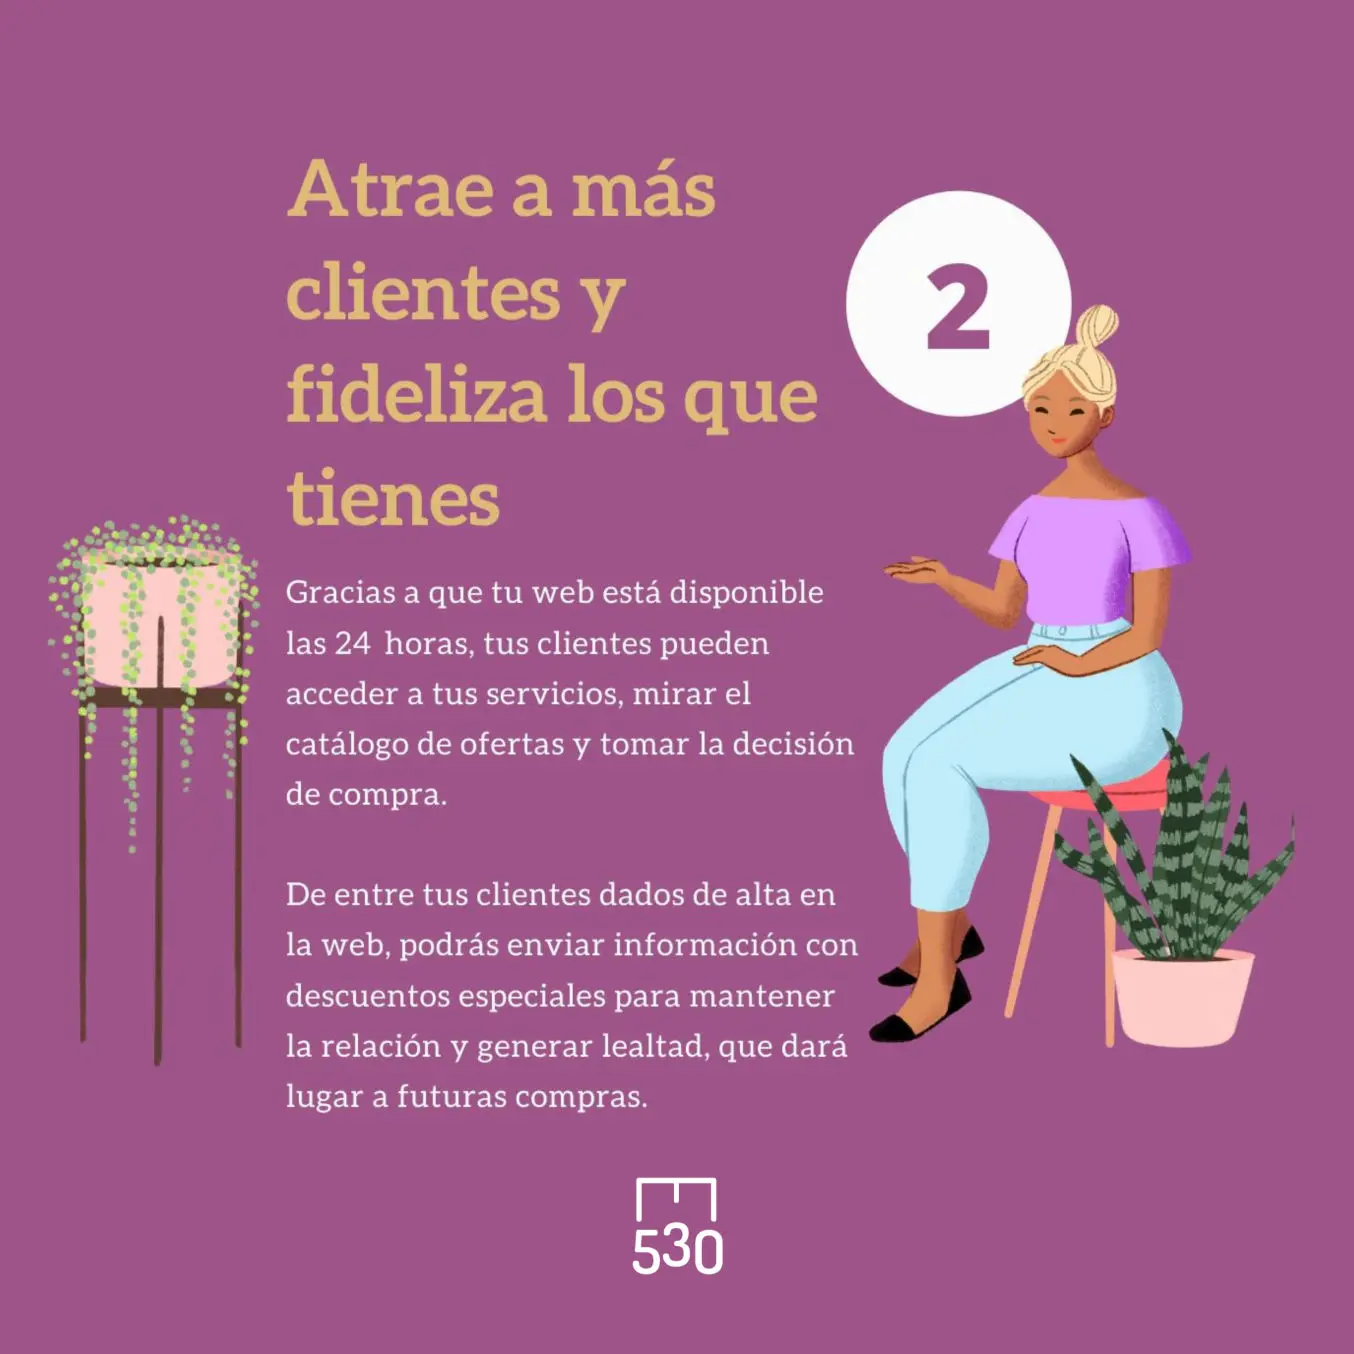 Atrae a más
clientes y
fideliza los que
tienes
2
Gracias a que tu web está disponible
las 24 horas, tus clientes pueden
acceder a tus servicios, mirar el
catálogo de ofertas y tomar la decisión
de compra.
De entre tus clientes dados de alta en
la web, podrás enviar información con
descuentos especiales para mantener
la relación y generar lealtad, que dará
lugar a futuras compras.
530